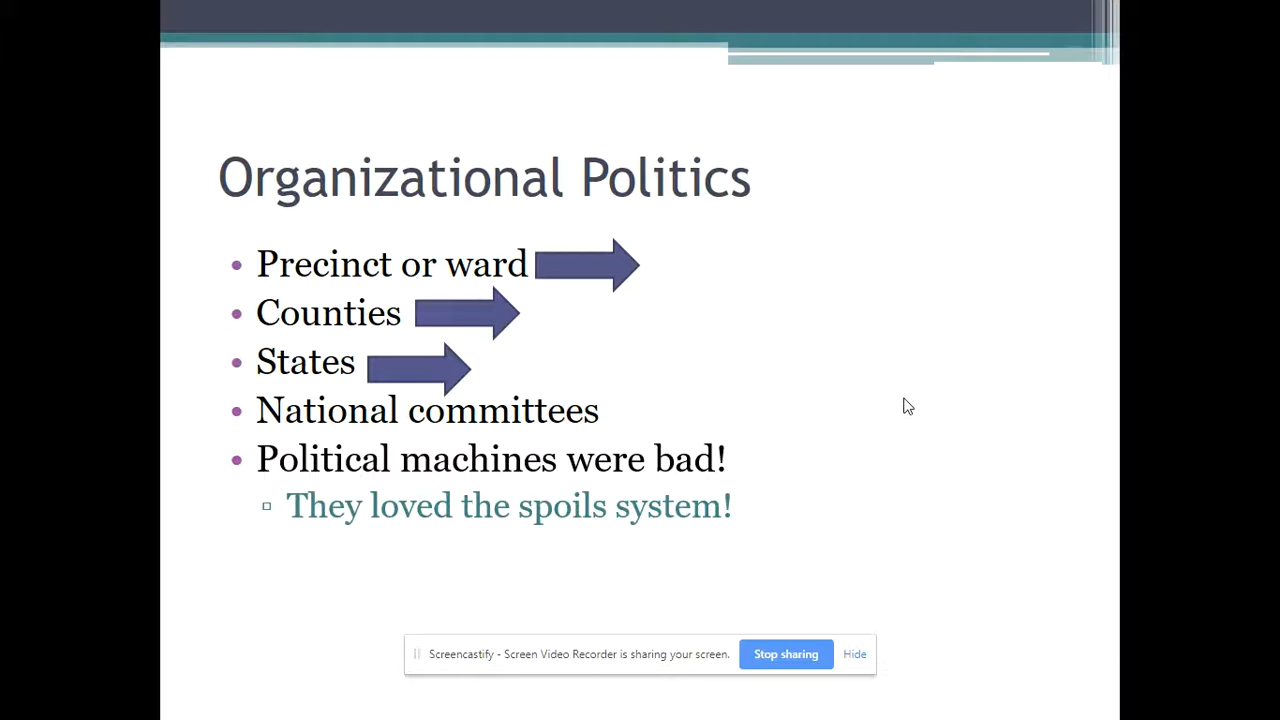 Organizational Politics
• Precinct or ward
• Counties
• States
• National committees
• Political machines were bad!
▫ They loved the spoils system!
Screencastify - Screen Video Recorder is sharing your screen. Stop sharing Hide